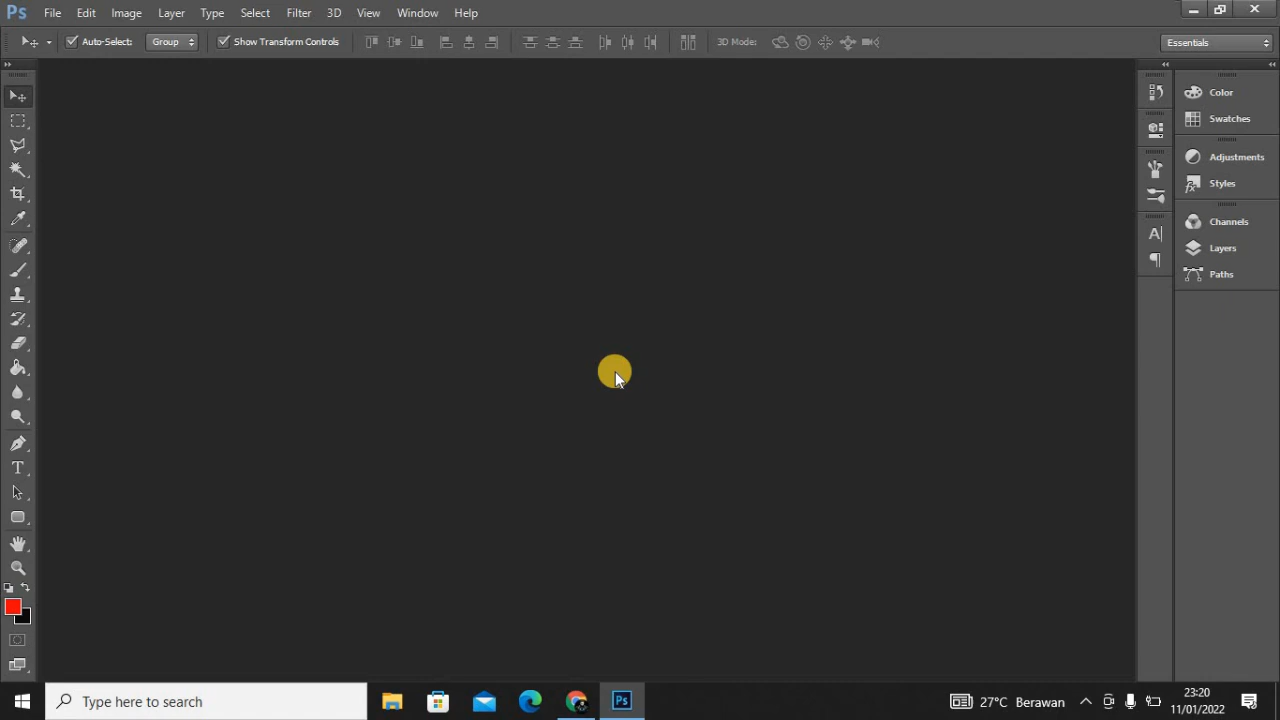 Ps File Edit Image Layer Type Select Filter 3D View Window Help
Auto-Select: Group Show Transform Controls 3D Mode: Essentials
Color
Swatches
Adjustments
Styles
Channels
Layers
Paths
A
T
Type here to search
Ps
27°C Berawan
23:20
11/01/2022